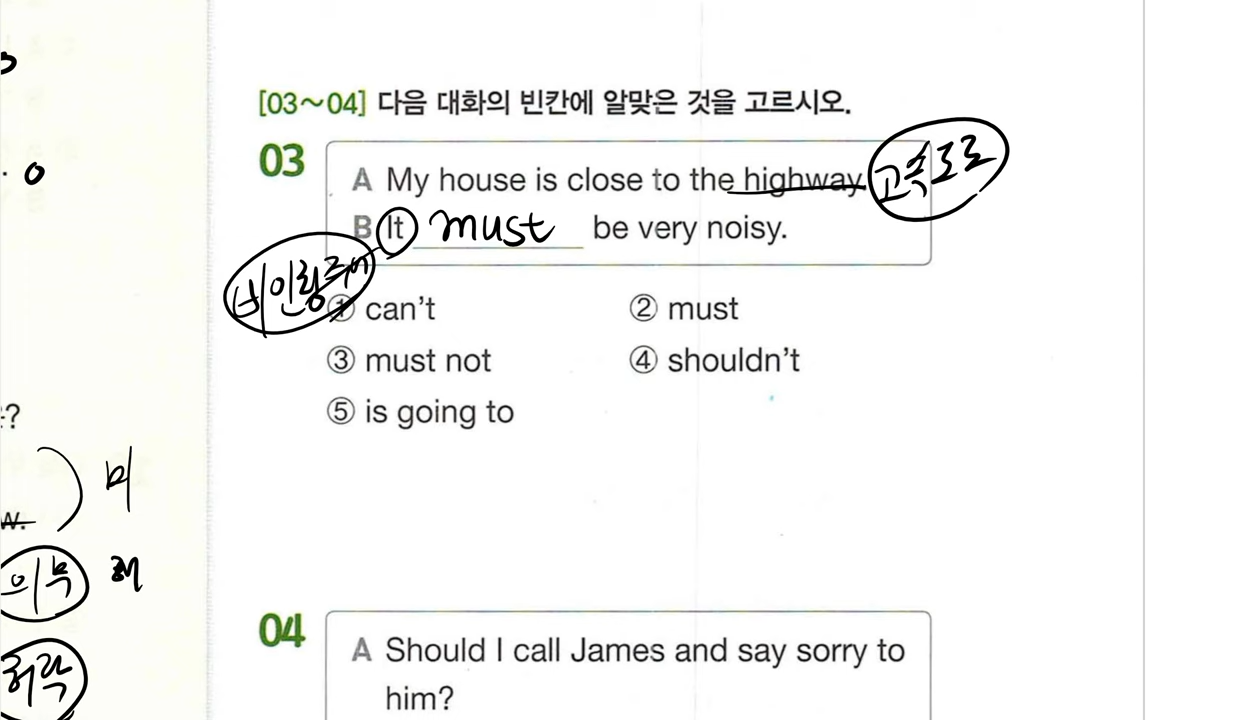 [03~04] 다음 대화의 빈칸에 알맞은 것을 고르시오.
03
A My house is close to the highway 고속도로
B It must be very noisy.
비인칭주어
① can't ② must
③ must not ④ shouldn't
⑤ is going to
?
미
w.
의무
래
허락
04
A Should I call James and say sorry to
him?